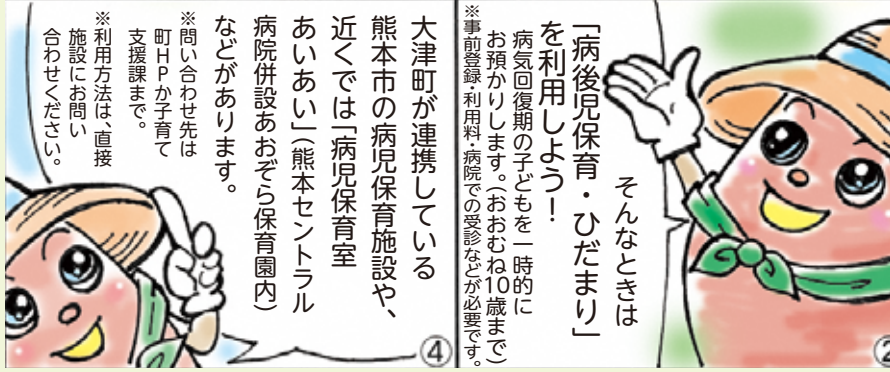 そんなときは
「病後児保育・ひだまり」
を利用しよう！
病気回復期の子どもを一時的に
お預かりします。（おおむね10歳まで）
※事前登録・利用料・病院での受診などが必要です。
②
大津町が連携している
熊本市の病児保育施設や、
近くでは「病児保育室
あいあい」（熊本セントラル
病院併設あおぞら保育園内）
などがあります。
※問い合わせ先は
町HPか子育て
支援課まで。
※利用方法は、直接
施設にお問い
合わせください。
④